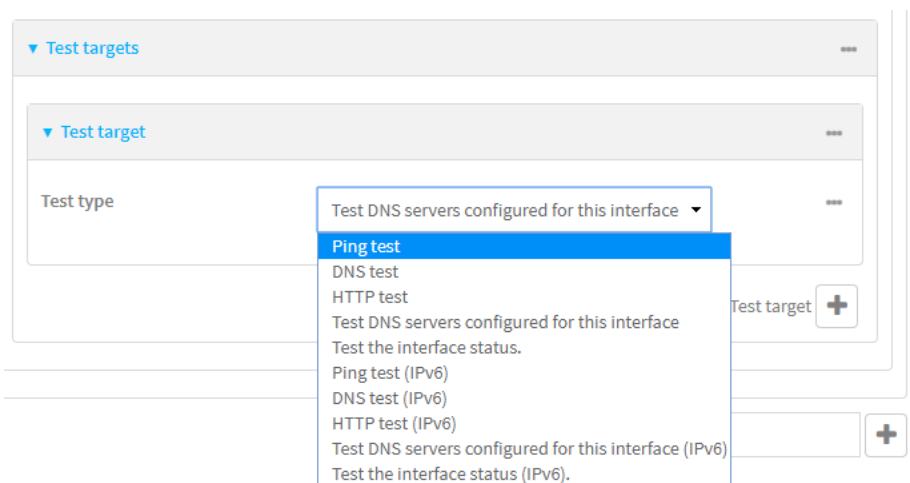 Test targets
Test target
Test type
Test DNS servers configured for this interface
Ping test
DNS test
HTTP test
Test target
Test DNS servers configured for this interface
Test the interface status.
Ping test (IPv6)
DNS test (IPv6)
HTTP test (IPv6)
Test DNS servers configured for this interface (IPv6)
Test the interface status (IPv6).